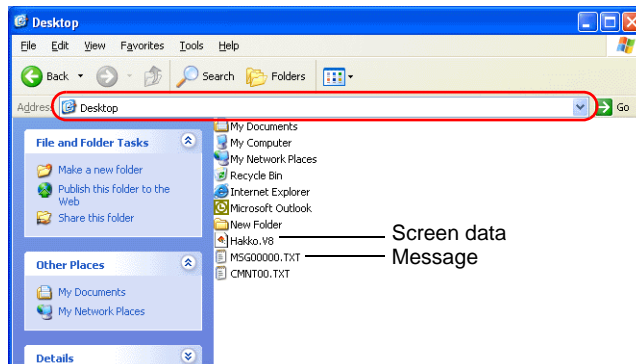 Desktop
File Edit View Favorites Tools Help
Back Search Folders
Address Desktop Go
File and Folder Tasks
Make a new folder
Publish this folder to the
Web
Share this folder
Other Places
My Documents
My Network Places
Details
My Documents
My Computer
My Network Places
Recycle Bin
Internet Explorer
Microsoft Outlook
New Folder
Hakko.V8 Screen data
MSG00000.TXT Message
CMNT00.TXT